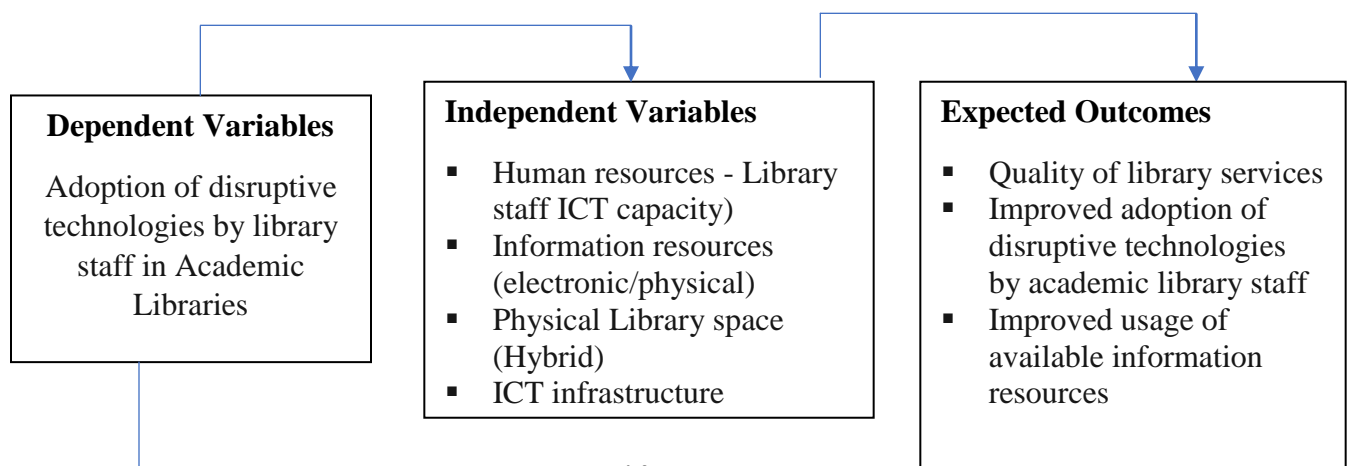 Dependent Variables
Adoption of disruptive
technologies by library
staff in Academic
Libraries
Independent Variables
▪ Human resources - Library
staff ICT capacity)
▪ Information resources
(electronic/physical)
▪ Physical Library space
(Hybrid)
▪ ICT infrastructure
Expected Outcomes
▪ Quality of library services
▪ Improved adoption of
disruptive technologies
by academic library staff
▪ Improved usage of
available information
resources